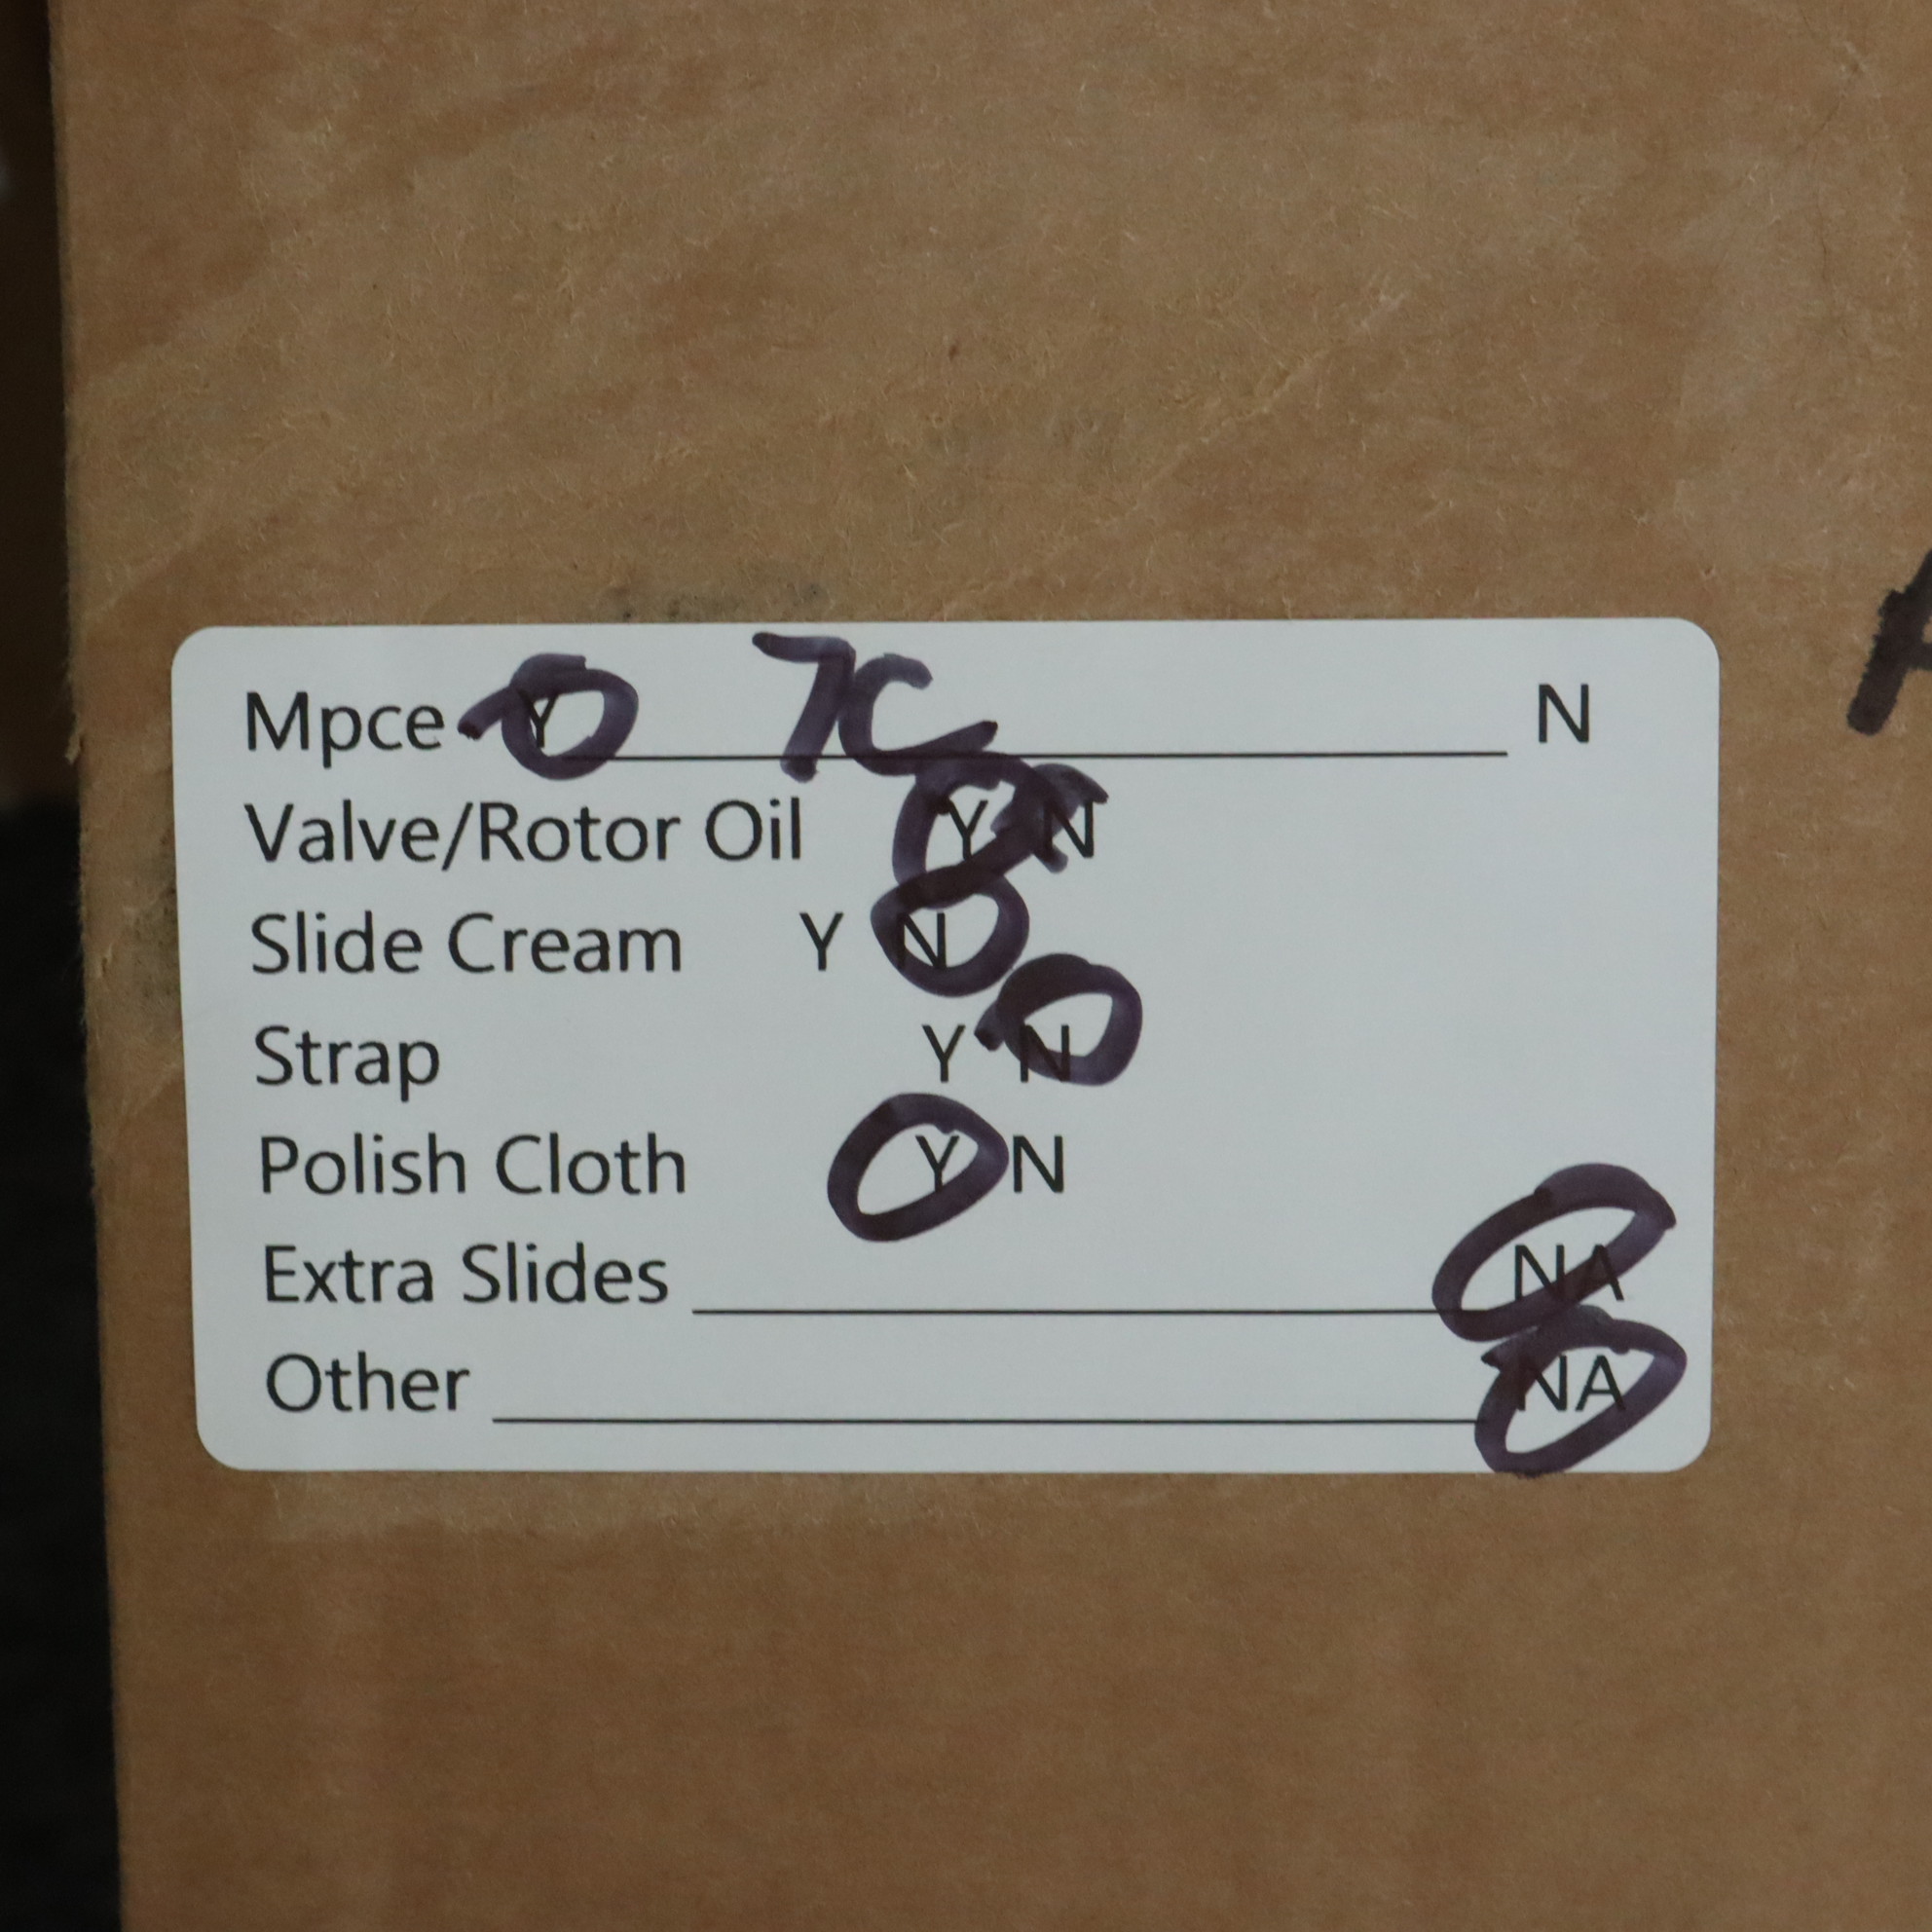 Mpce Y 7C N
Valve/Rotor Oil Y N
Slide Cream Y N
Strap Y N
Polish Cloth Y N
Extra Slides NA
Other NA